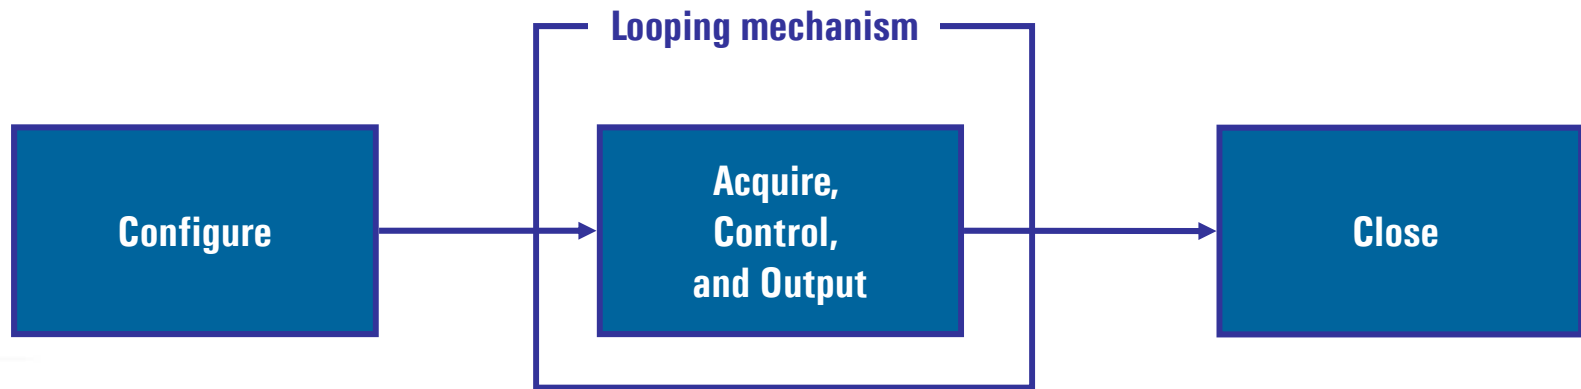 Looping mechanism
Configure
Acquire,
Control,
and Output
Close